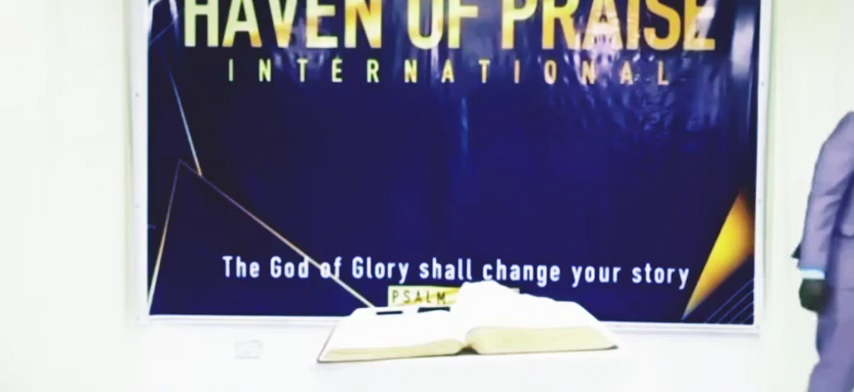 HAVEN OF PRAISE
INTERNATIONAL
The God of Glory shall change your story
PSALM